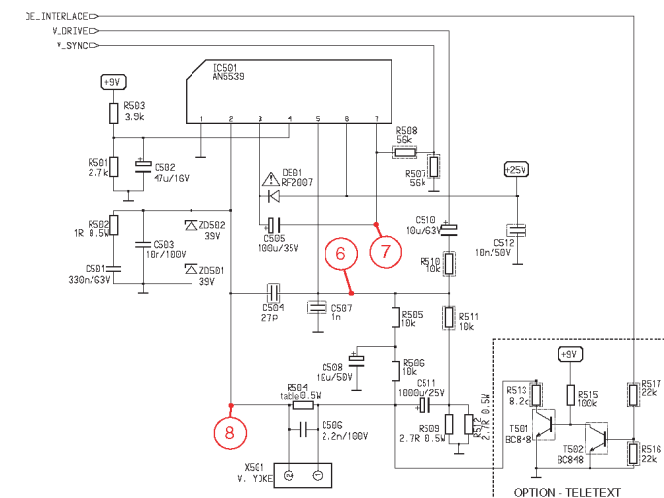 DE_INTERLACE
V_DRIVE
V_SYNC
IC501
AN5539
+9V
R503
3.9k
1
2
3
4
5
6
7
R508
56k
R501
2.7k
C502
47u/16V
DE01
RF2007
R507
56k
+25V
R502
1R 0.5W
C503
10n/100V
ZD502
39V
C505
100u/35V
C510
10u/63V
C512
10n/50V
6
7
C501
330n/63V
ZD501
39V
R510
10k
C504
27P
C507
1n
R505
10k
R511
10k
C508
10u/50V
R506
10k
+9V
R504
table0.5W
C511
1000u/25V
R513
8.2k
R515
100k
R517
22k
8
C506
2.2n/100V
R509
2.7R 0.5W
R512
2.7R 0.5W
T501
BC848
T502
BC848
R516
22k
X501
V. YOKE
2
1
OPTION - TELETEXT